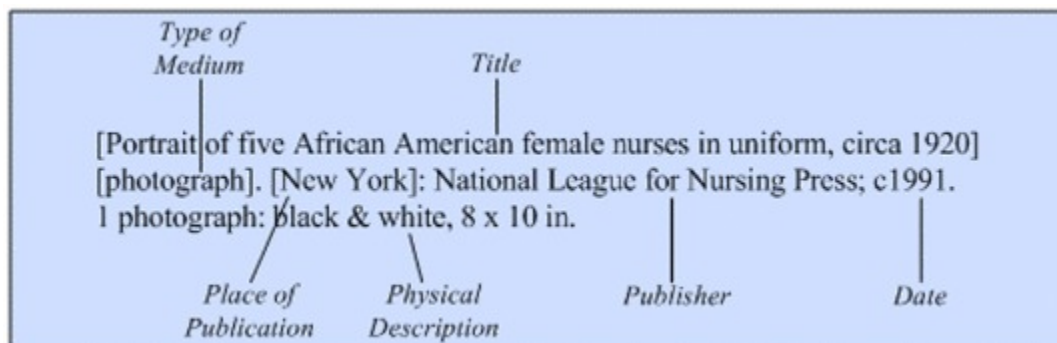 Type of
Medium
Title
[Portrait of five African American female nurses in uniform, circa 1920]
[photograph]. [New York]: National League for Nursing Press; c1991.
1 photograph: black & white, 8 x 10 in.
Place of
Publication
Physical
Description
Publisher
Date